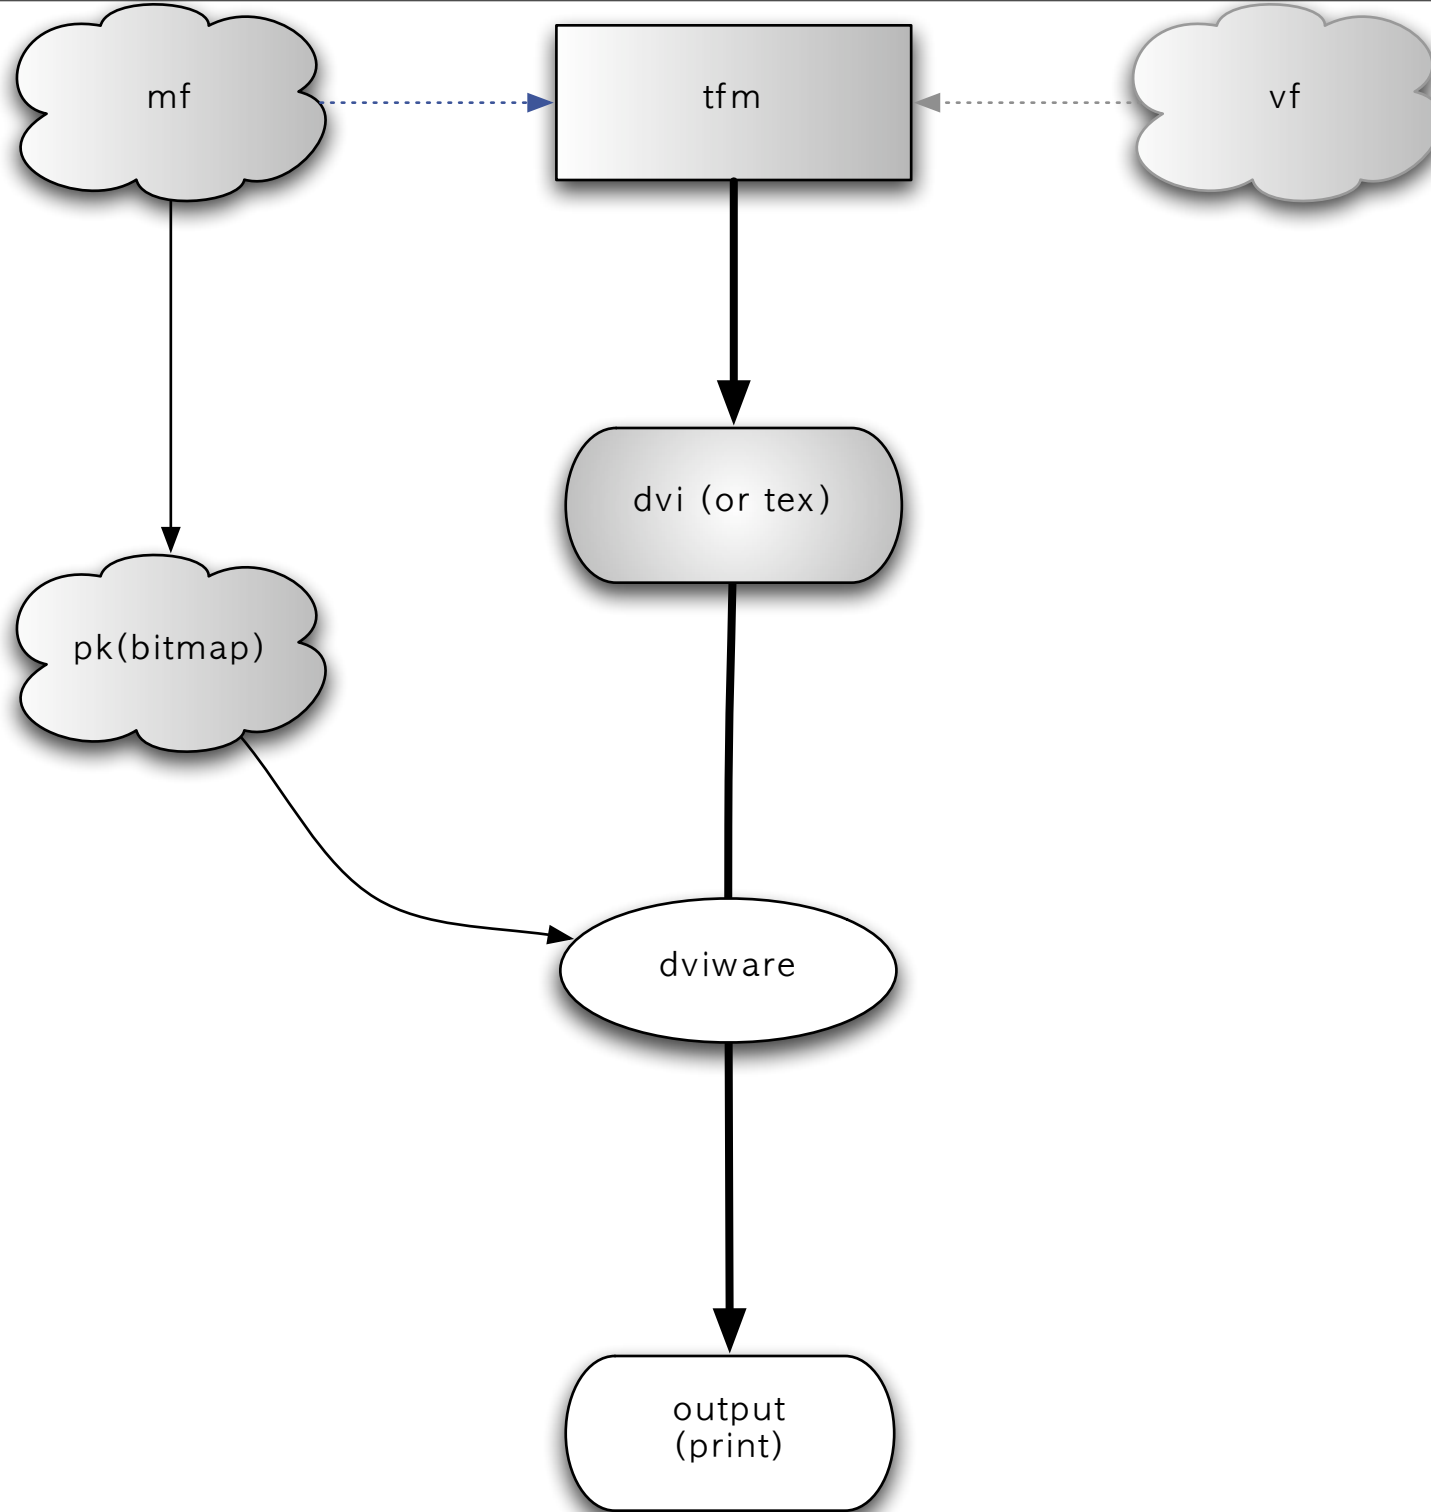 mf
tfm
vf
dvi (or tex)
pk(bitmap)
dviware
output
(print)